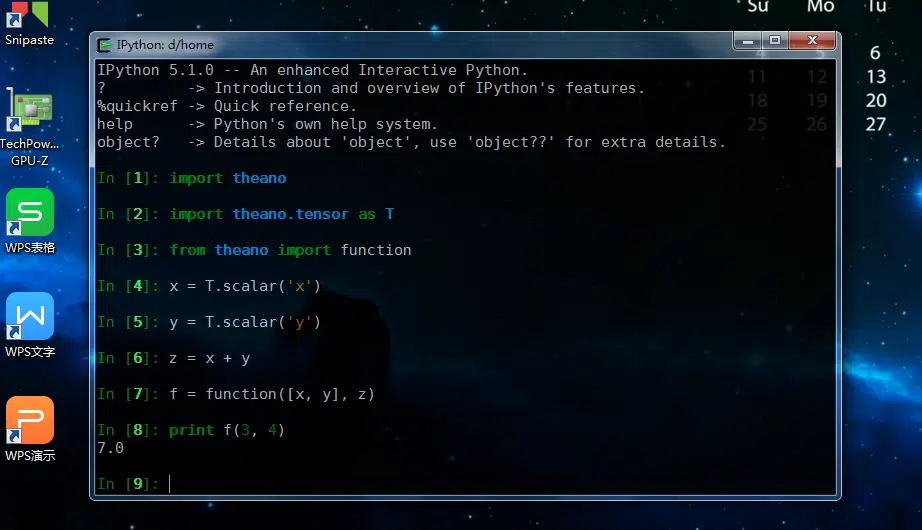 Snipaste
TechPow...
GPU-Z
WPS表格
WPS文字
WPS演示
IPython: d/home
IPython 5.1.0 -- An enhanced Interactive Python.
?         -> Introduction and overview of IPython's features.
%quickref -> Quick reference.
help      -> Python's own help system.
object?   -> Details about 'object', use 'object??' for extra details.
In [1]: import theano
In [2]: import theano.tensor as T
In [3]: from theano import function
In [4]: x = T.scalar('x')
In [5]: y = T.scalar('y')
In [6]: z = x + y
In [7]: f = function([x, y], z)
In [8]: print f(3, 4)
7.0
In [9]:
Su Mo Tu
4 5 6
11 12 13
18 19 20
25 26 27